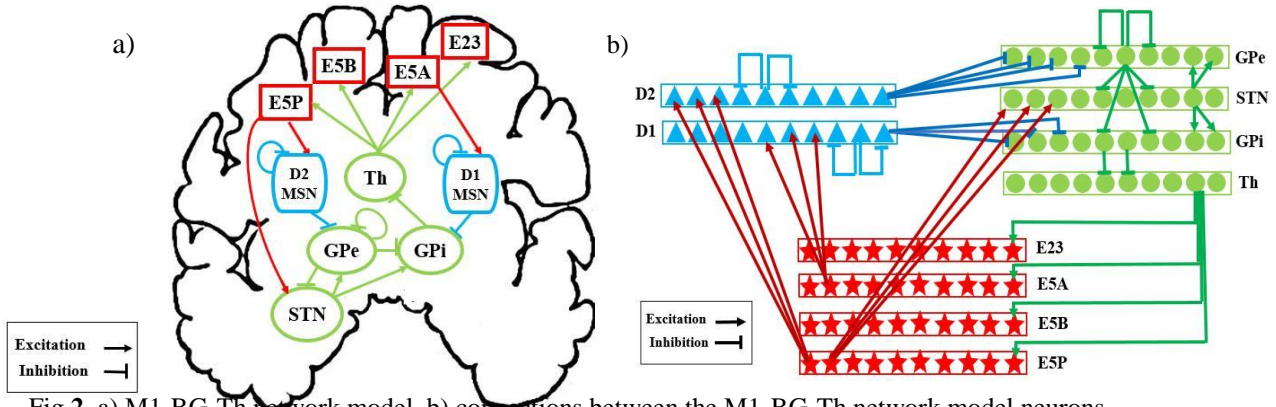 a)
E23
E5B
E5A
E5P
D2
MSN
Th
D1
MSN
GPe
GPi
STN
Excitation
Inhibition
b)
GPe
D2
STN
D1
GPi
Th
E23
E5A
E5B
E5P
Excitation
Inhibition
Fig.2. a) M1-BG-Th network model, b) connections between the M1-BG-Th network model neurons